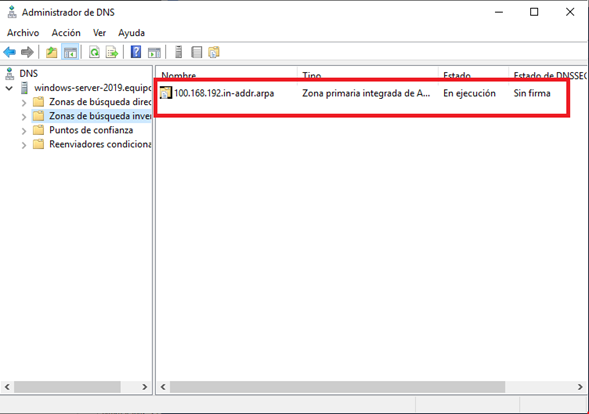 Administrador de DNS
Archivo Acción Ver Ayuda
DNS
windows-server-2019.equipo
Zonas de búsqueda direc
Zonas de búsqueda inver
Puntos de confianza
Reenviadores condiciona
Nombre Tipo Estado Estado de DNSSEC
100.168.192.in-addr.arpa Zona primaria integrada de A... En ejecución Sin firma